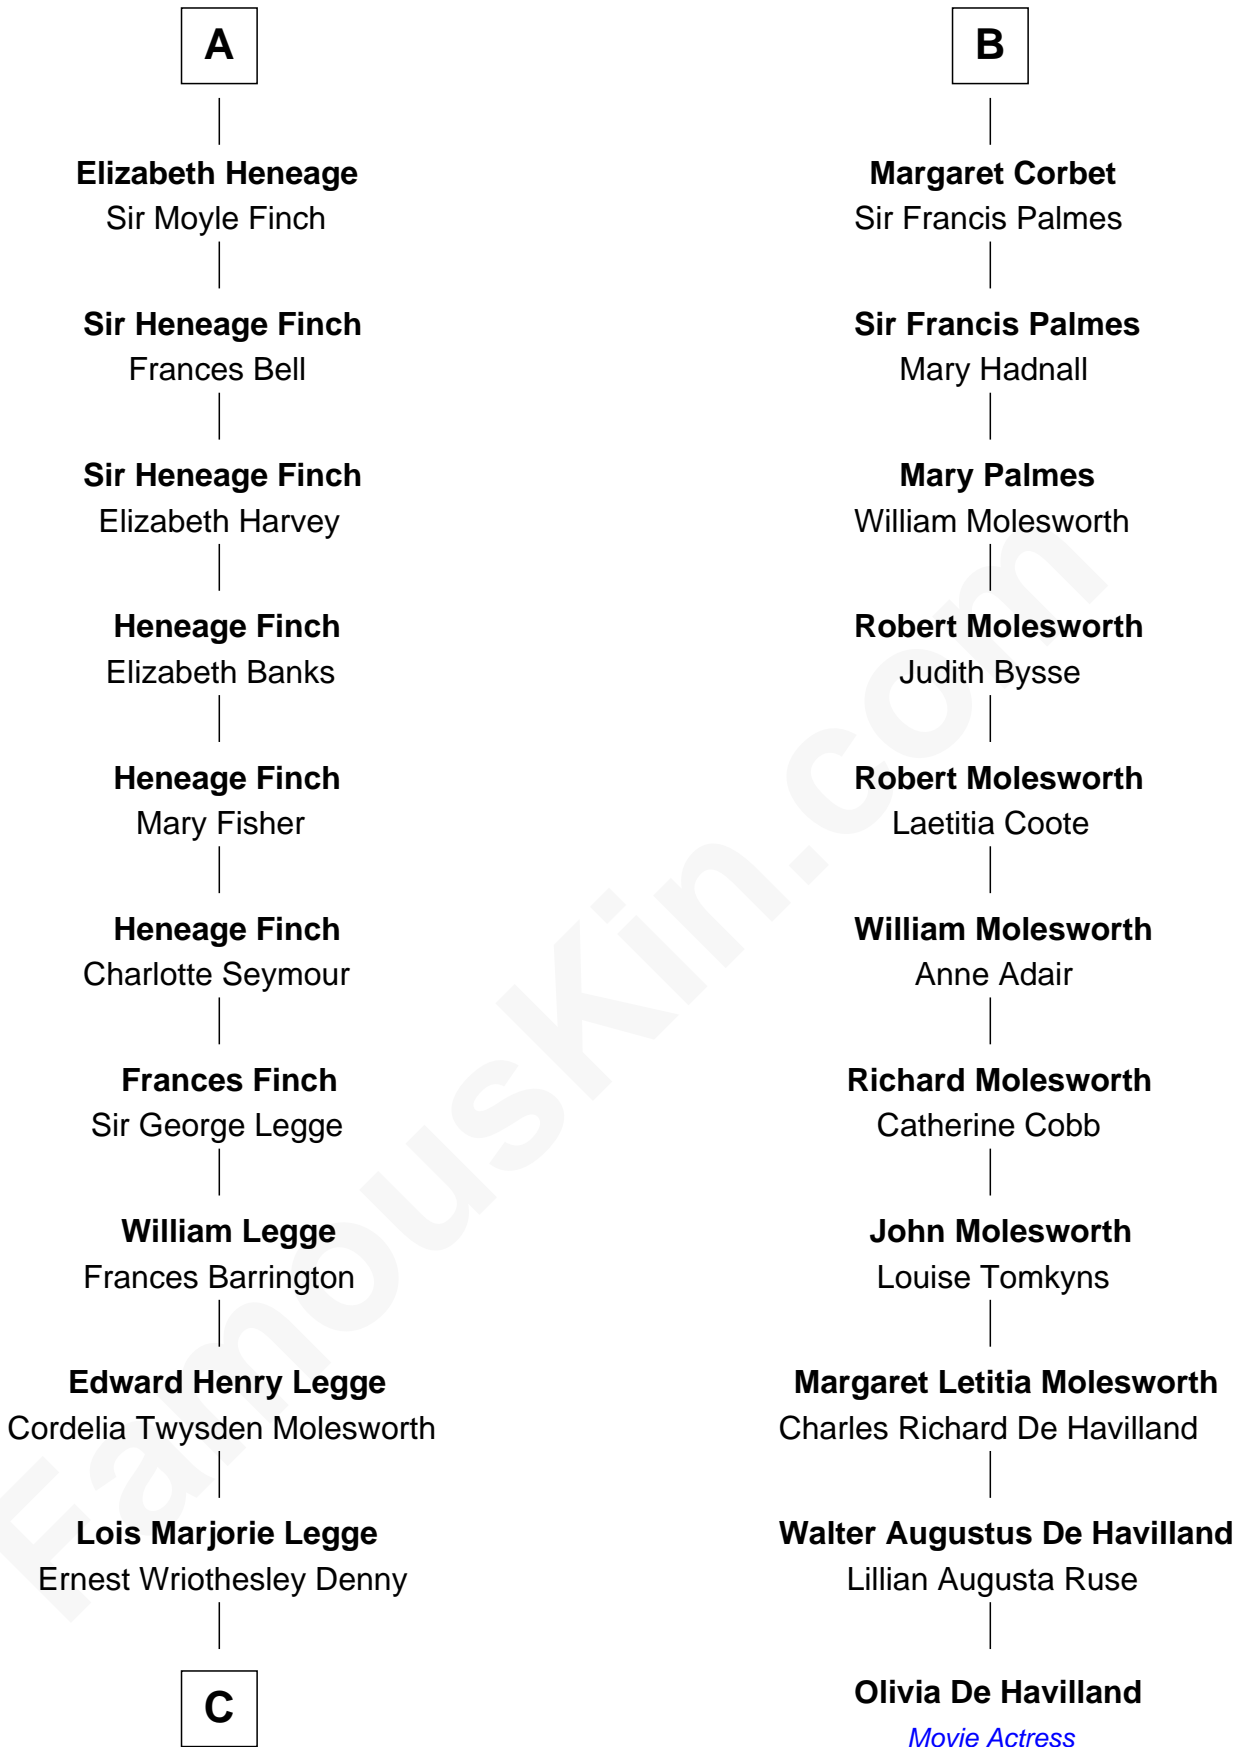 A
Elizabeth Heneage
Sir Moyle Finch
Sir Heneage Finch
Frances Bell
Sir Heneage Finch
Elizabeth Harvey
Heneage Finch
Elizabeth Banks
Heneage Finch
Mary Fisher
Heneage Finch
Charlotte Seymour
Frances Finch
Sir George Legge
William Legge
Frances Barrington
Edward Henry Legge
Cordelia Twysden Molesworth
Lois Marjorie Legge
Ernest Wriothesley Denny
C
B
Margaret Corbet
Sir Francis Palmes
Sir Francis Palmes
Mary Hadnall
Mary Palmes
William Molesworth
Robert Molesworth
Judith Bysse
Robert Molesworth
Laetitia Coote
William Molesworth
Anne Adair
Richard Molesworth
Catherine Cobb
John Molesworth
Louise Tomkyns
Margaret Letitia Molesworth
Charles Richard De Havilland
Walter Augustus De Havilland
Lillian Augusta Ruse
Olivia De Havilland
Movie Actress
FamousKin.com